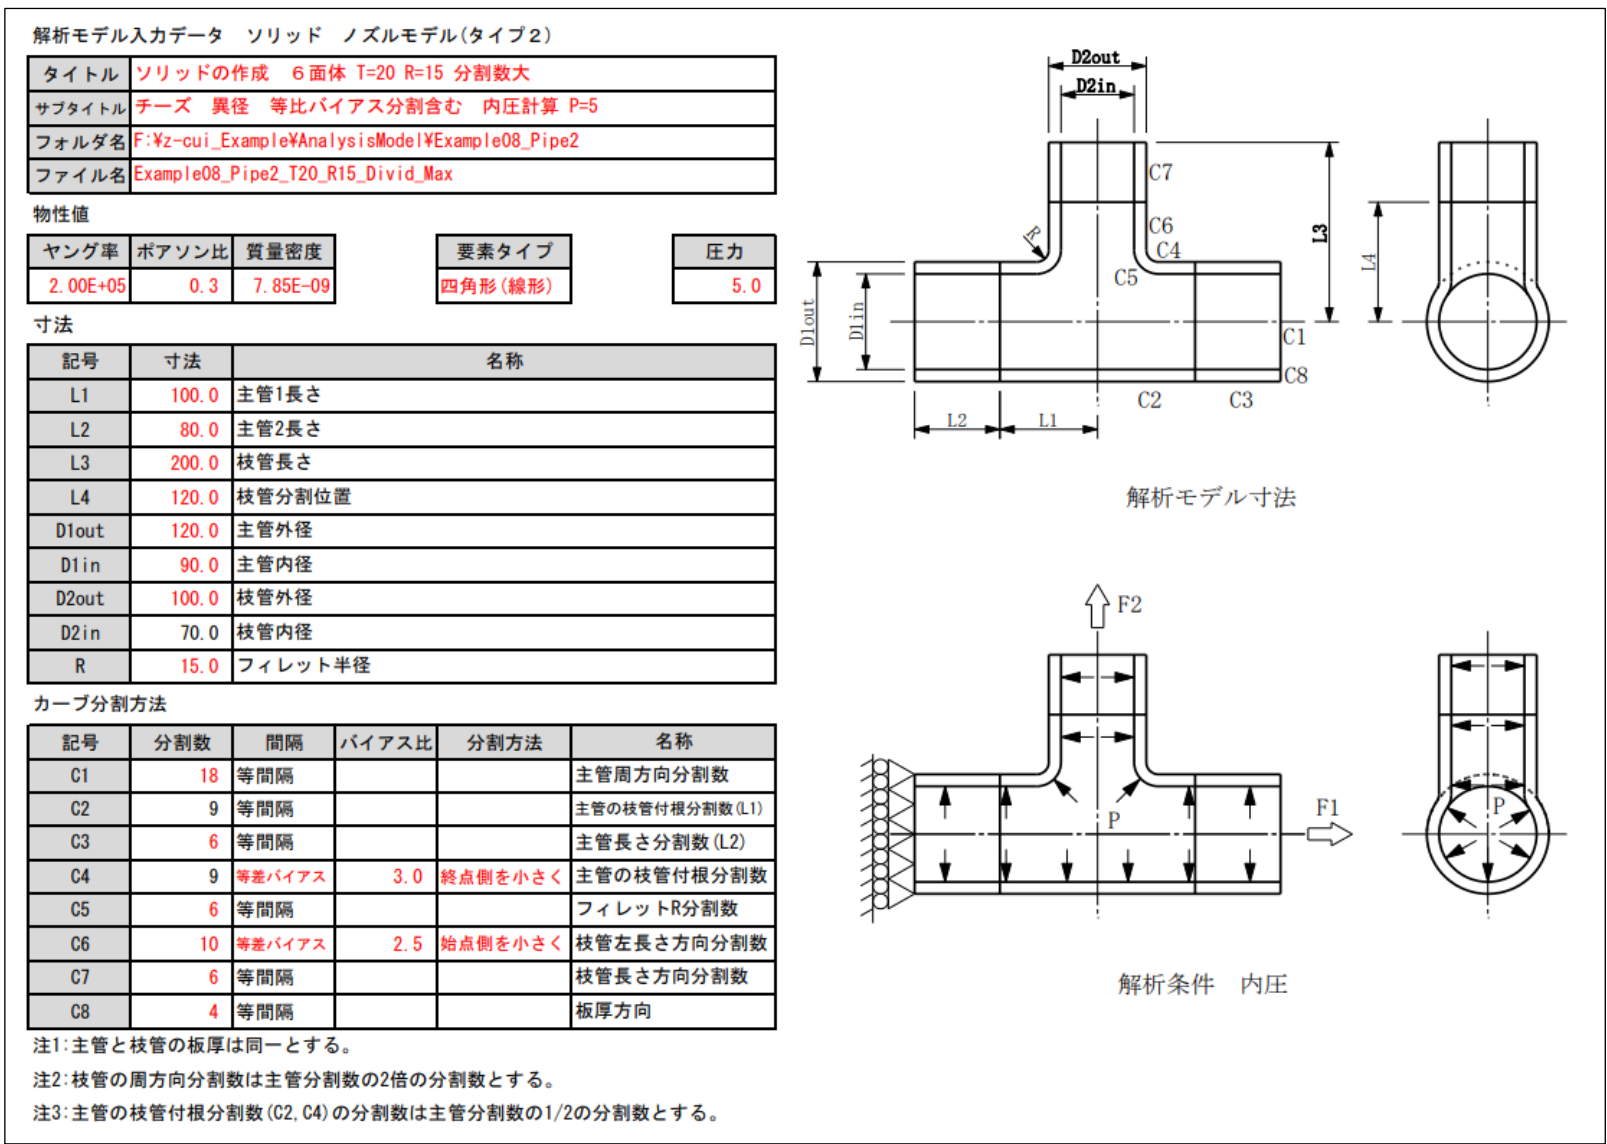 解析モデル入力データ　ソリッド　ノズルモデル(タイプ２)
タイトル ソリッドの作成　６面体 T=20 R=15 分割数大
サブタイトル チーズ　異径　等比バイアス分割含む　内圧計算 P=5
フォルダ名 F:¥z-cui_Example¥AnalysisModel¥Example08_Pipe2
ファイル名 Example08_Pipe2_T20_R15_Divid_Max
物性値
ヤング率 ポアソン比 質量密度 要素タイプ 圧力
2.00E+05 0.3 7.85E-09 四角形(線形) 5.0
寸法
記号 寸法 名称
L1 100.0 主管1長さ
L2 80.0 主管2長さ
L3 200.0 枝管長さ
L4 120.0 枝管分割位置
D1out 120.0 主管外径
D1in 90.0 主管内径
D2out 100.0 枝管外径
D2in 70.0 枝管内径
R 15.0 フィレット半径
カーブ分割方法
記号 分割数 間隔 バイアス比 分割方法 名称
C1 18 等間隔 主管周方向分割数
C2 9 等間隔 主管の枝管付根分割数(L1)
C3 6 等間隔 主管長さ分割数(L2)
C4 9 等差バイアス 3.0 終点側を小さく 主管の枝管付根分割数
C5 6 等間隔 フィレットR分割数
C6 10 等差バイアス 2.5 始点側を小さく 枝管左長さ方向分割数
C7 6 等間隔 枝管長さ方向分割数
C8 4 等間隔 板厚方向
注1:主管と枝管の板厚は同一とする。
注2:枝管の周方向分割数は主管分割数の2倍の分割数とする。
注3:主管の枝管付根分割数(C2,C4)の分割数は主管分割数の1/2の分割数とする。
D2out
D2in
C7
C6
R
C4
C5
L3
L4
D1out
D1in
C1
C8
C2
C3
L2
L1
解析モデル寸法
F2
F1
P
P
解析条件　内圧